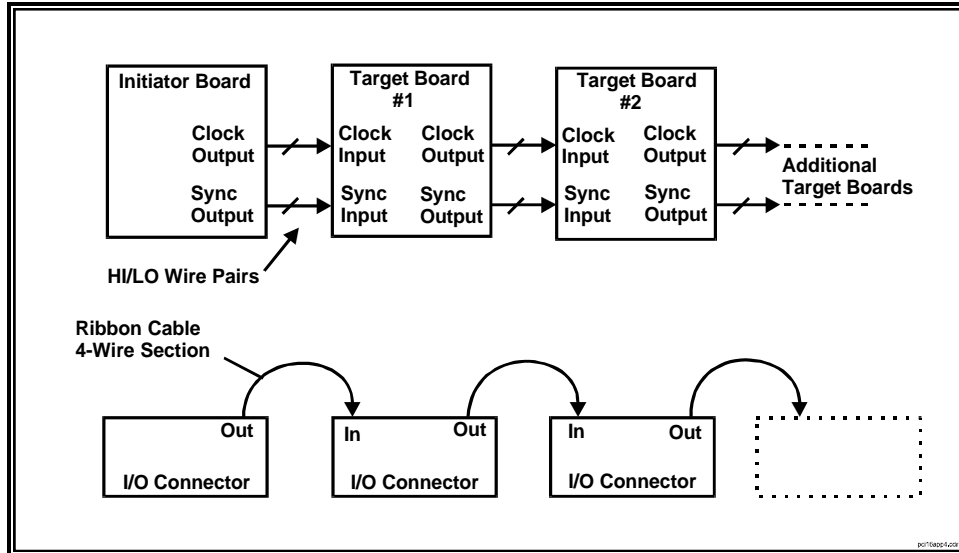 Initiator Board
Clock
Output
Sync
Output
Target Board
#1
Clock
Input
Clock
Output
Sync
Input
Sync
Output
Target Board
#2
Clock
Input
Clock
Output
Sync
Input
Sync
Output
Additional
Target Boards
HI/LO Wire Pairs
Ribbon Cable
4-Wire Section
Out
I/O Connector
In
Out
I/O Connector
In
Out
I/O Connector